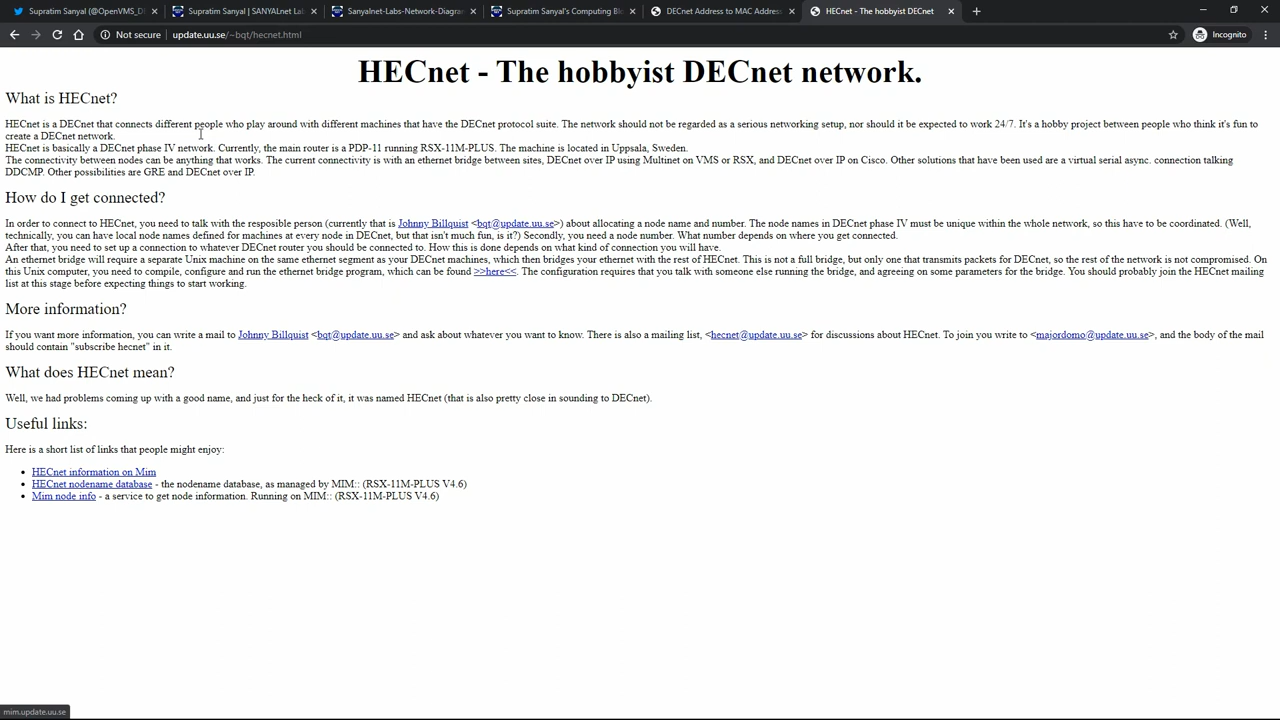 Supratim Sanyal (@OpenVMS_DE
Supratim Sanyal | SANYALnet Lab
Sanyalnet-Labs-Network-Diagram
Supratim Sanyal's Computing Blo
DECnet Address to MAC Address
HECnet - The hobbyist DECnet
Not secure
update.uu.se/~bqt/hecnet.html
Incognito
HECnet - The hobbyist DECnet network.
What is HECnet?
HECnet is a DECnet that connects different people who play around with different machines that have the DECnet protocol suite. The network should not be regarded as a serious networking setup, nor should it be expected to work 24/7. It's a hobby project between people who think it's fun to
create a DECnet network.
HECnet is basically a DECnet phase IV network. Currently, the main router is a PDP-11 running RSX-11M-PLUS. The machine is located in Uppsala, Sweden.
The connectivity between nodes can be anything that works. The current connectivity is with an ethernet bridge between sites, DECnet over IP using Multinet on VMS or RSX, and DECnet over IP on Cisco. Other solutions that have been used are a virtual serial async. connection talking
DDCMP. Other possibilities are GRE and DECnet over IP.
How do I get connected?
In order to connect to HECnet, you need to talk with the resposible person (currently that is Johnny Billquist <bqt@update.uu.se>) about allocating a node name and number. The node names in DECnet phase IV must be unique within the whole network, so this have to be coordinated. (Well,
technically, you can have local node names defined for machines at every node in DECnet, but that isn't much fun, is it?) Secondly, you need a node number. What number depends on where you get connected.
After that, you need to set up a connection to whatever DECnet router you should be connected to. How this is done depends on what kind of connection you will have.
An ethernet bridge will require a separate Unix machine on the same ethernet segment as your DECnet machines, which then bridges your ethernet with the rest of HECnet. This is not a full bridge, but only one that transmits packets for DECnet, so the rest of the network is not compromised. On
this Unix computer, you need to compile, configure and run the ethernet bridge program, which can be found >>here<<. The configuration requires that you talk with someone else running the bridge, and agreeing on some parameters for the bridge. You should probably join the HECnet mailing
list at this stage before expecting things to start working.
More information?
If you want more information, you can write a mail to Johnny Billquist <bqt@update.uu.se> and ask about whatever you want to know. There is also a mailing list, <hecnet@update.uu.se> for discussions about HECnet. To join you write to <majordomo@update.uu.se>, and the body of the mail
should contain "subscribe hecnet" in it.
What does HECnet mean?
Well, we had problems coming up with a good name, and just for the heck of it, it was named HECnet (that is also pretty close in sounding to DECnet).
Useful links:
Here is a short list of links that people might enjoy:
HECnet information on Mim
HECnet nodename database - the nodename database, as managed by MIM:: (RSX-11M-PLUS V4.6)
Mim node info - a service to get node information. Running on MIM:: (RSX-11M-PLUS V4.6)
mim.update.uu.se